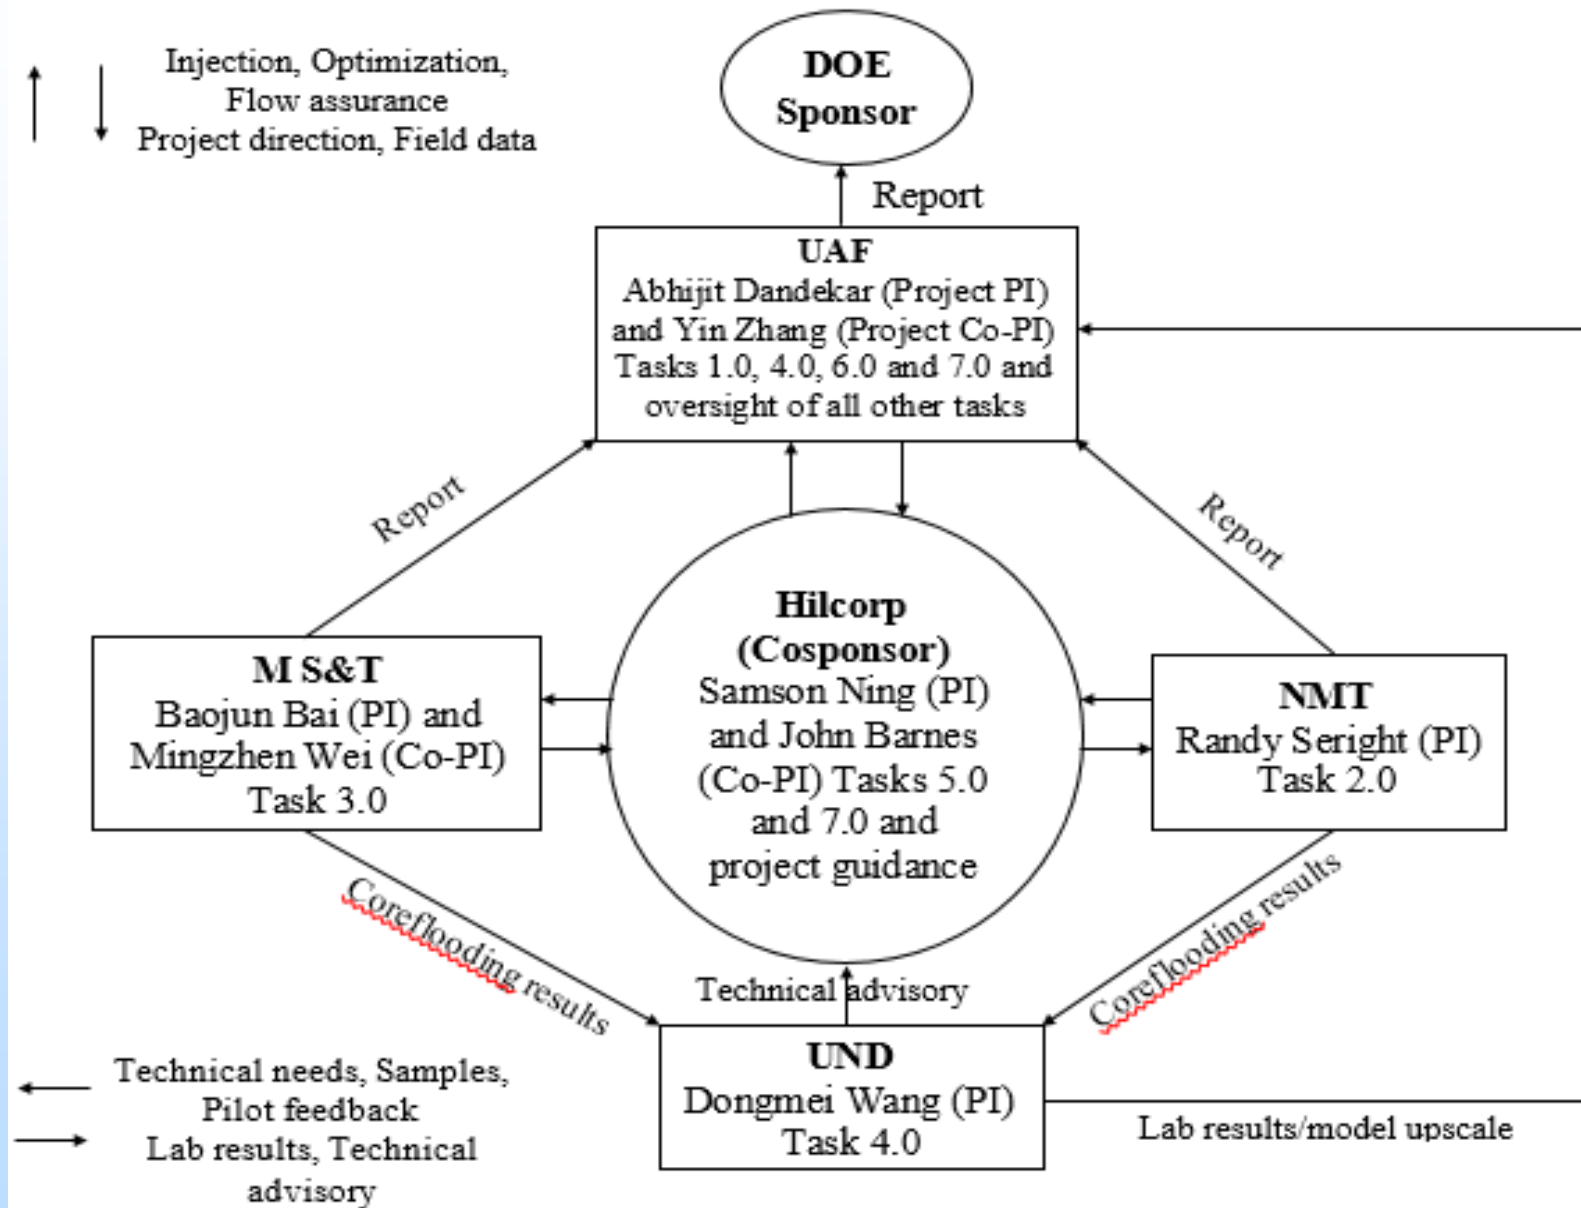 Injection, Optimization,
Flow assurance
Project direction, Field data
DOE
Sponsor
Report
UAF
Abhijit Dandekar (Project PI)
and Yin Zhang (Project Co-PI)
Tasks 1.0, 4.0, 6.0 and 7.0 and
oversight of all other tasks
Report
Report
M S&T
Baojun Bai (PI) and
Mingzhen Wei (Co-PI)
Task 3.0
Hilcorp
(Cosponsor)
Samson Ning (PI)
and John Barnes
(Co-PI) Tasks 5.0
and 7.0 and
project guidance
NMT
Randy Seright (PI)
Task 2.0
Coreflooding results
Technical advisory
Coreflooding results
UND
Dongmei Wang (PI)
Task 4.0
Lab results/model upscale
Technical needs, Samples,
Pilot feedback
Lab results, Technical
advisory